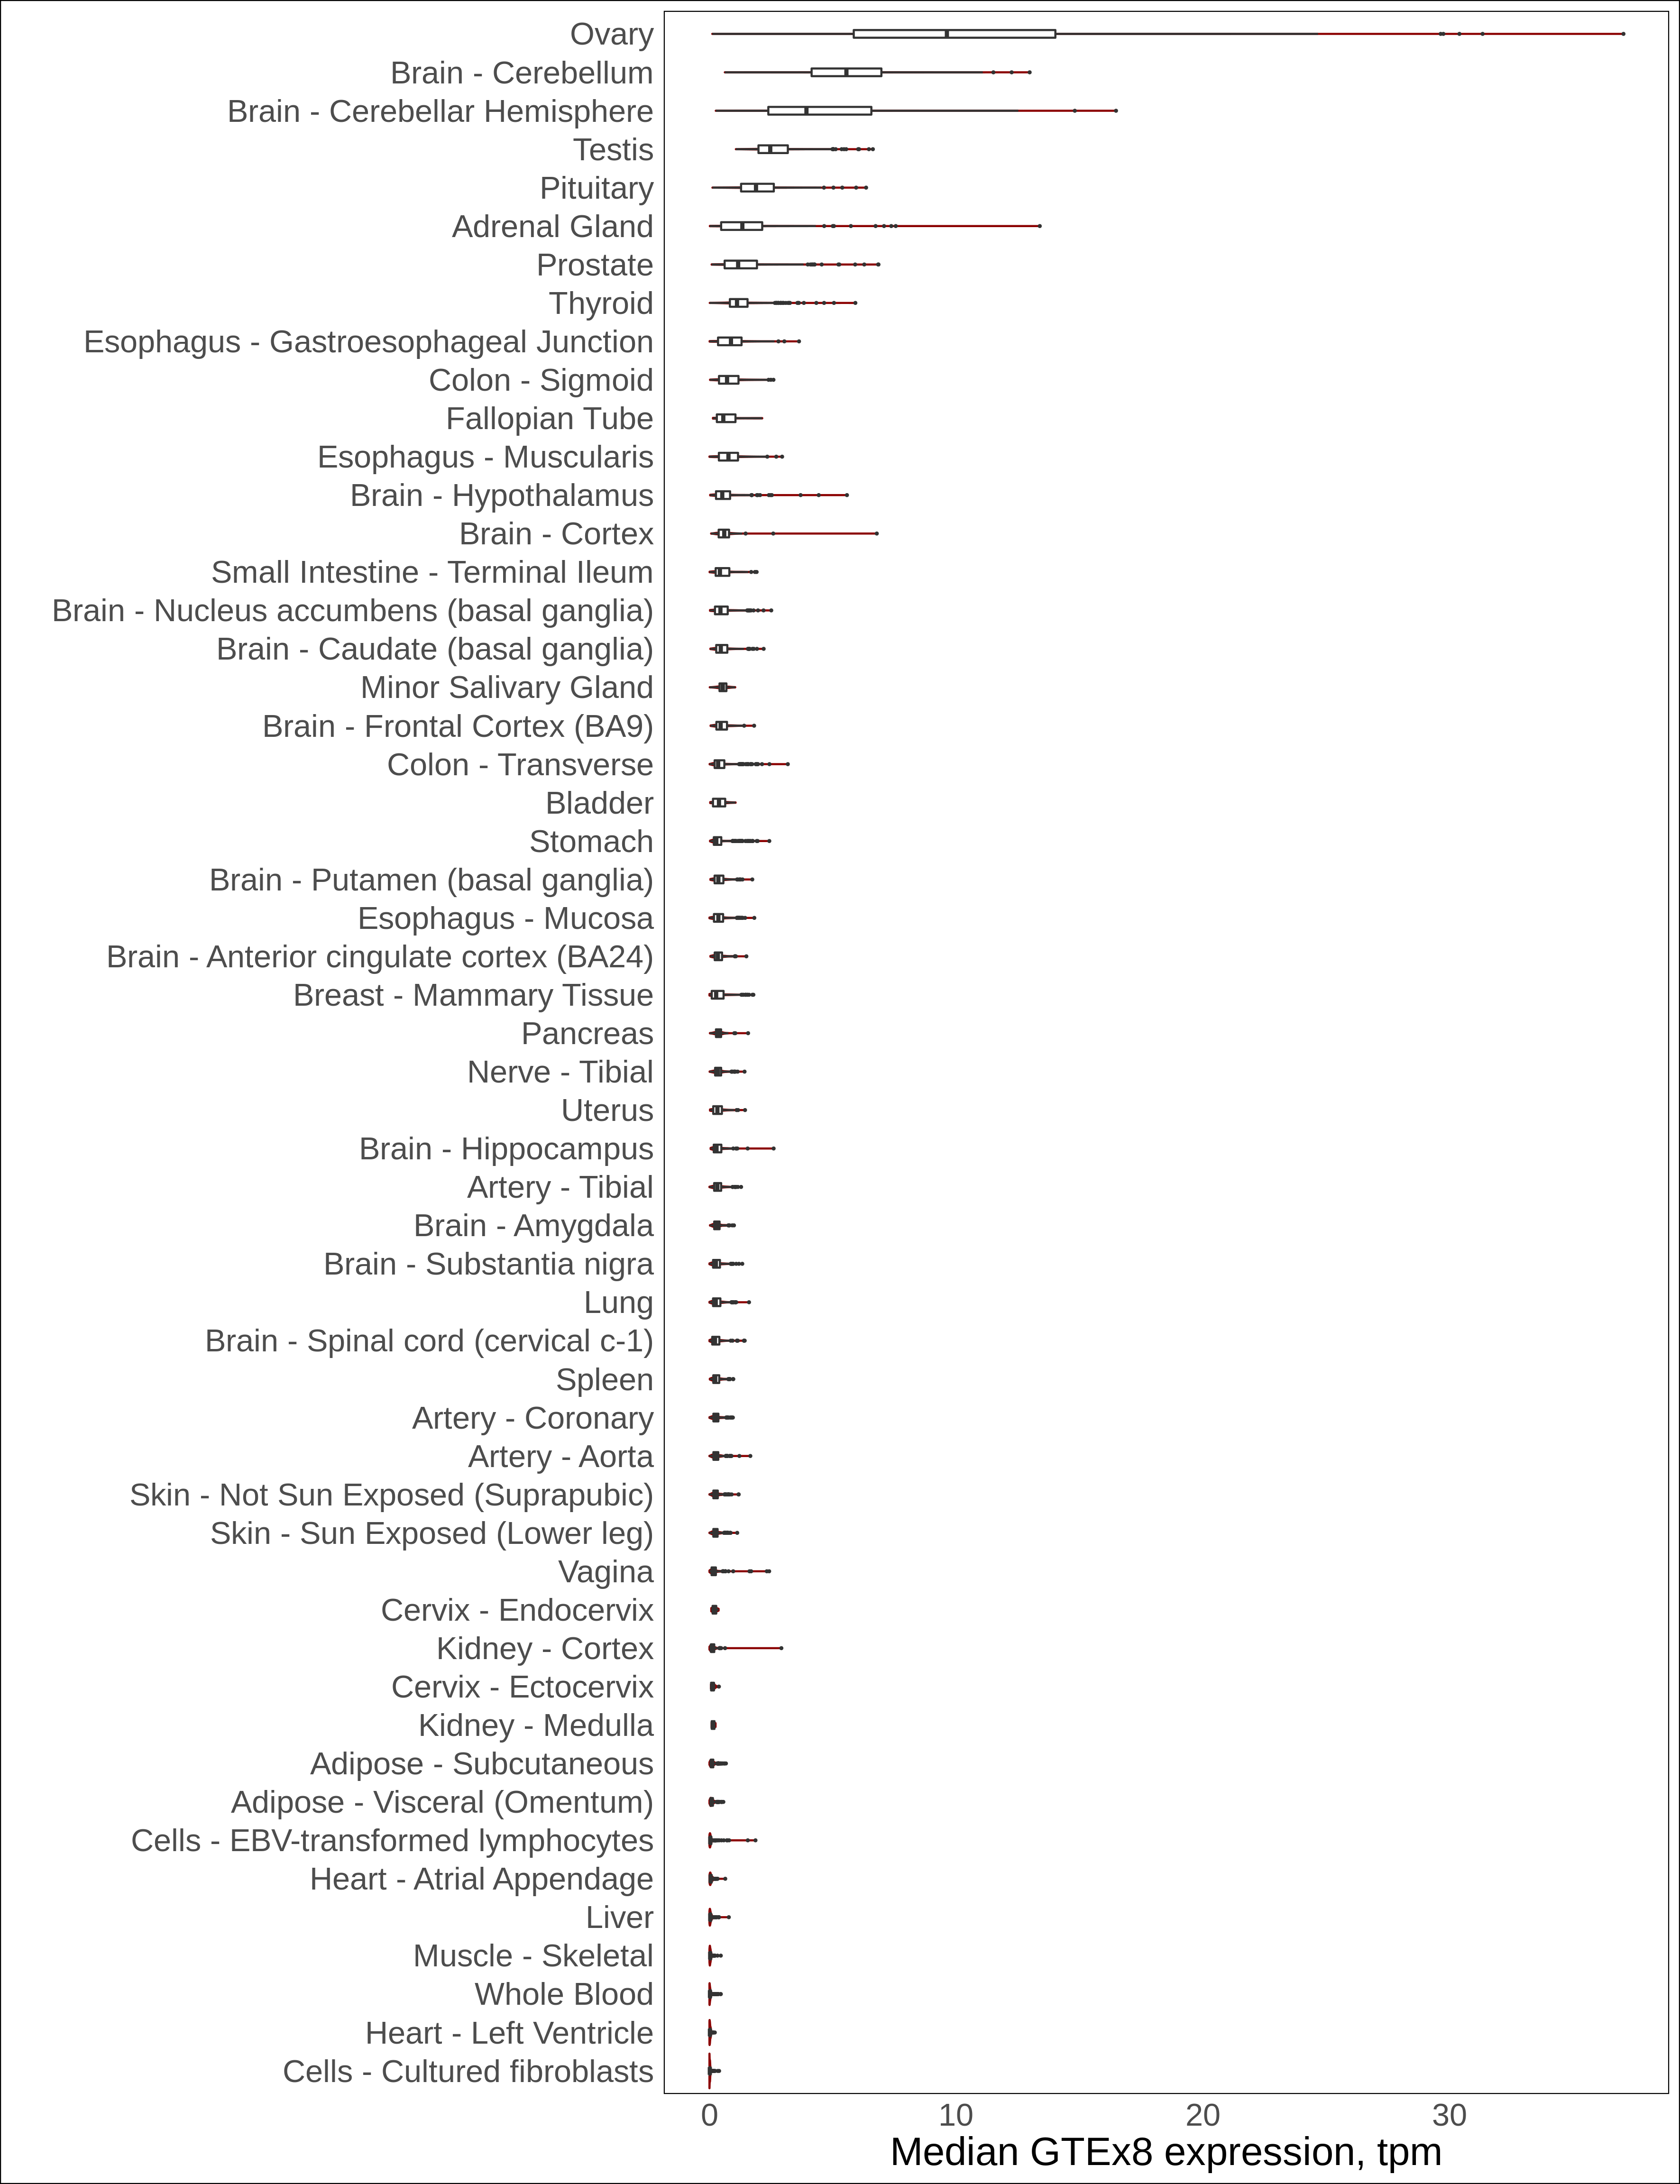 Ovary
Brain - Cerebellum
Brain - Cerebellar Hemisphere
Testis
Pituitary
Adrenal Gland
Prostate
Thyroid
Esophagus - Gastroesophageal Junction
Colon - Sigmoid
Fallopian Tube
Esophagus - Muscularis
Brain - Hypothalamus
Brain - Cortex
Small Intestine - Terminal Ileum
Brain - Nucleus accumbens (basal ganglia)
Brain - Caudate (basal ganglia)
Minor Salivary Gland
Brain - Frontal Cortex (BA9)
Colon - Transverse
Bladder
Stomach
Brain - Putamen (basal ganglia)
Esophagus - Mucosa
Brain - Anterior cingulate cortex (BA24)
Breast - Mammary Tissue
Pancreas
Nerve - Tibial
Uterus
Brain - Hippocampus
Artery - Tibial
Brain - Amygdala
Brain - Substantia nigra
Lung
Brain - Spinal cord (cervical c-1)
Spleen
Artery - Coronary
Artery - Aorta
Skin - Not Sun Exposed (Suprapubic)
Skin - Sun Exposed (Lower leg)
Vagina
Cervix - Endocervix
Kidney - Cortex
Cervix - Ectocervix
Kidney - Medulla
Adipose - Subcutaneous
Adipose - Visceral (Omentum)
Cells - EBV-transformed lymphocytes
Heart - Atrial Appendage
Liver
Muscle - Skeletal
Whole Blood
Heart - Left Ventricle
Cells - Cultured fibroblasts
0 10 20 30
Median GTEx8 expression, tpm